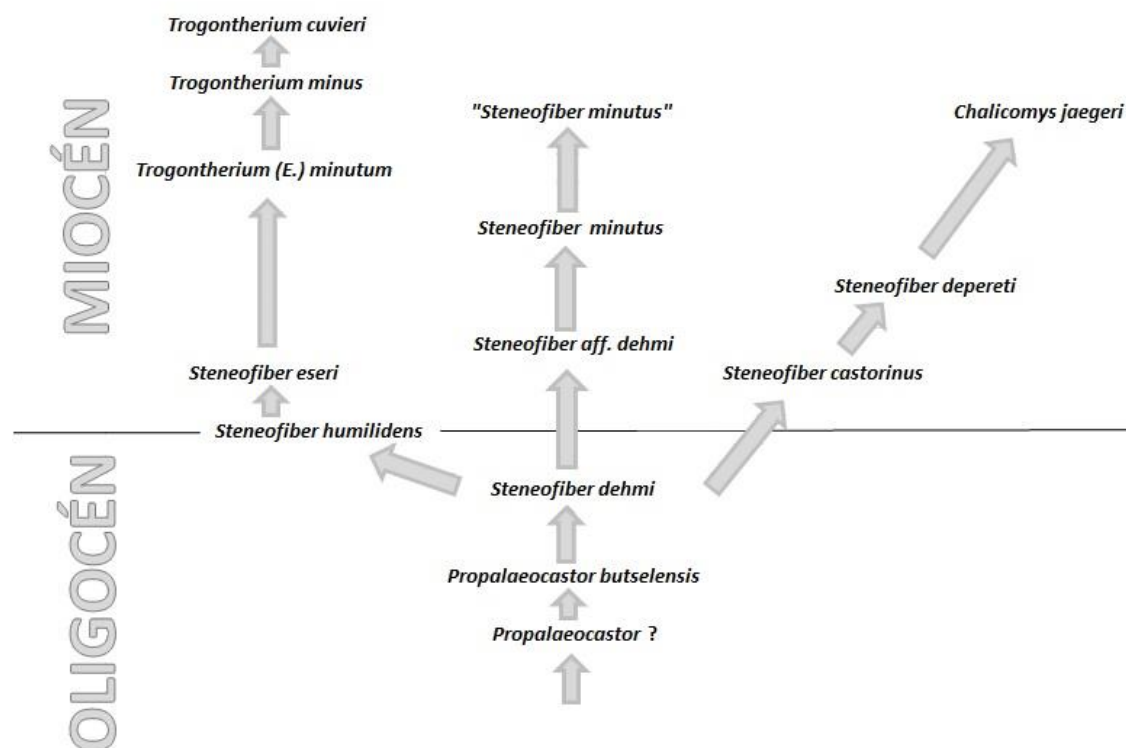 Trogontherium cuvieri
Trogontherium minus
"Steneofiber minutus"
Chalicomys jaegeri
Trogontherium (E.) minutum
Steneofiber minutus
Steneofiber depereti
Steneofiber aff. dehmi
Steneofiber eseri
Steneofiber castorinus
MIOCÉN
Steneofiber humilidens
Steneofiber dehmi
Propalaeocastor butselensis
Propalaeocastor ?
OLIGOCÉN